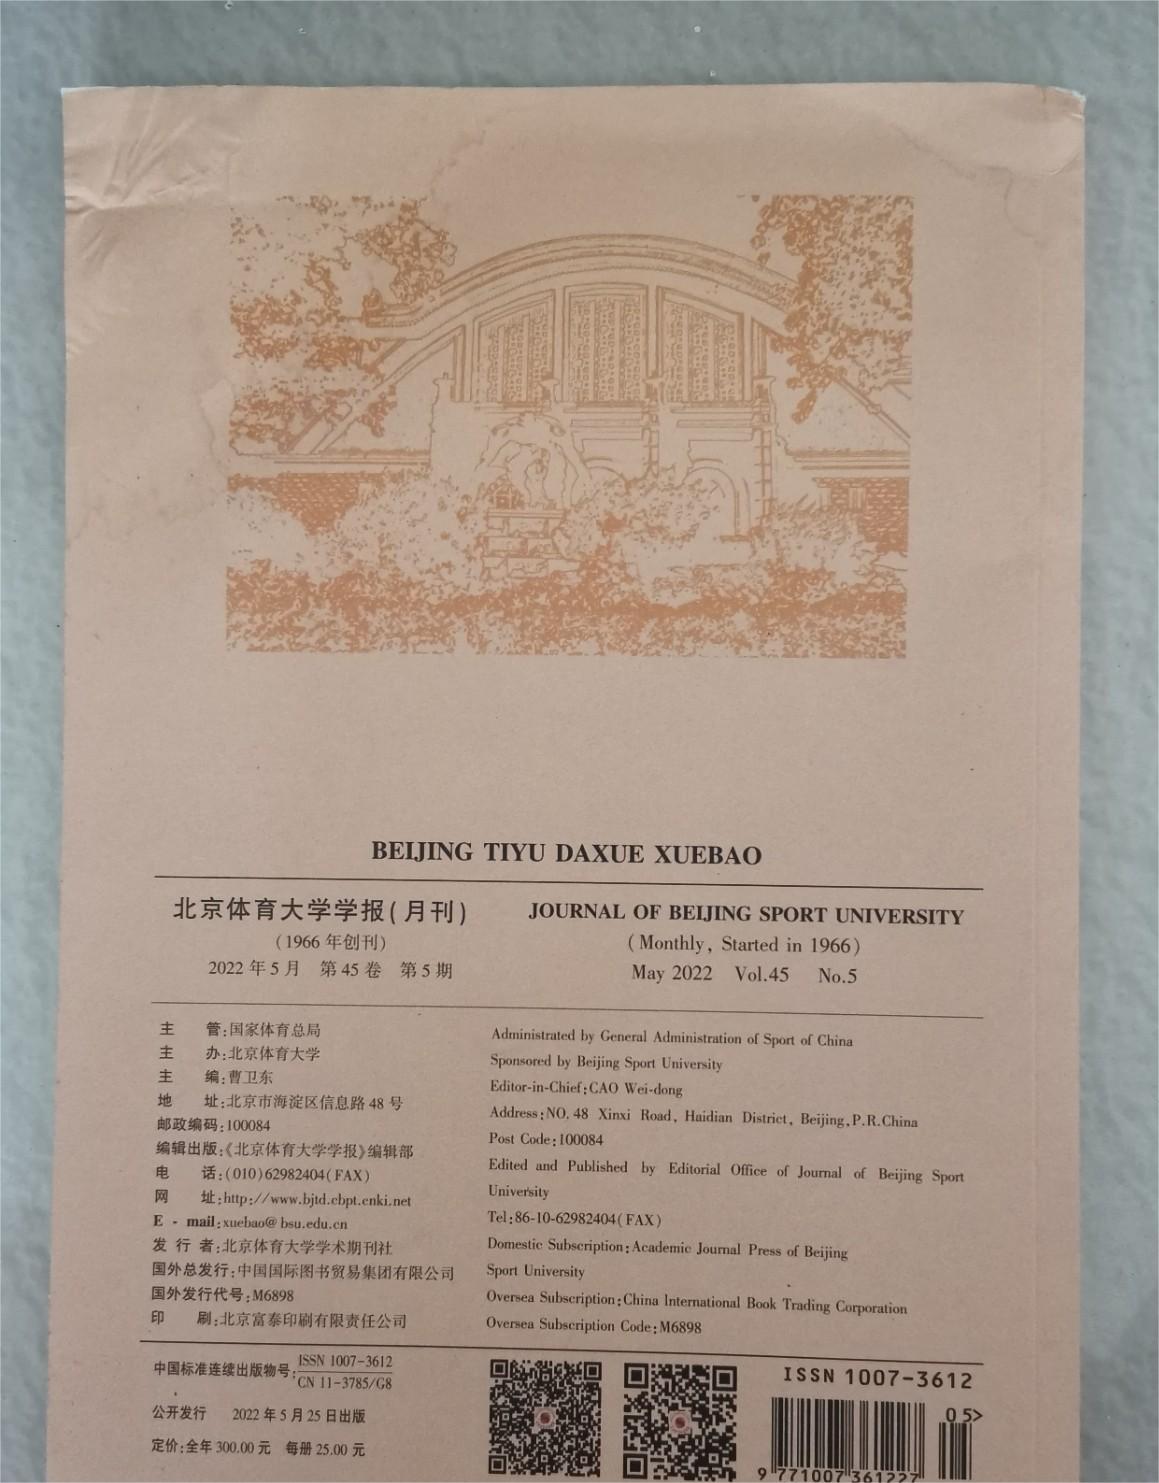 BEIJING TIYU DAXUE XUEBAO
北京体育大学学报(月刊)
(1966年创刊)
2022年5月 第45卷 第5期
JOURNAL OF BEIJING SPORT UNIVERSITY
(Monthly, Started in 1966)
May 2022 Vol.45 No.5
主 管:国家体育总局
主 办:北京体育大学
主 编:曹卫东
地 址:北京市海淀区信息路48号
邮政编码:100084
编辑出版:《北京体育大学学报》编辑部
电 话:(010)62982404(FAX)
网 址:http://www.bjtd.cbpt.cnki.net
E - mail:xuebao@bsu.edu.cn
发 行 者:北京体育大学学术期刊社
国外总发行:中国国际图书贸易集团有限公司
国外发行代号:M6898
印 刷:北京富泰印刷有限责任公司
Administrated by General Administration of Sport of China
Sponsored by Beijing Sport University
Editor-in-Chief:CAO Wei-dong
Address:NO. 48 Xinxi Road, Haidian District, Beijing,P.R.China
Post Code:100084
Edited and Published by Editorial Office of Journal of Beijing Sport
University
Tel:86-10-62982404(FAX)
Domestic Subscription:Academic Journal Press of Beijing
Sport University
Oversea Subscription:China International Book Trading Corporation
Oversea Subscription Code:M6898
中国标准连续出版物号:ISSN 1007-3612
CN 11-3785/G8
公开发行 2022年5月25日出版
定价:全年300.00元 每册25.00元
ISSN 1007-3612
05>
9 771007 361227